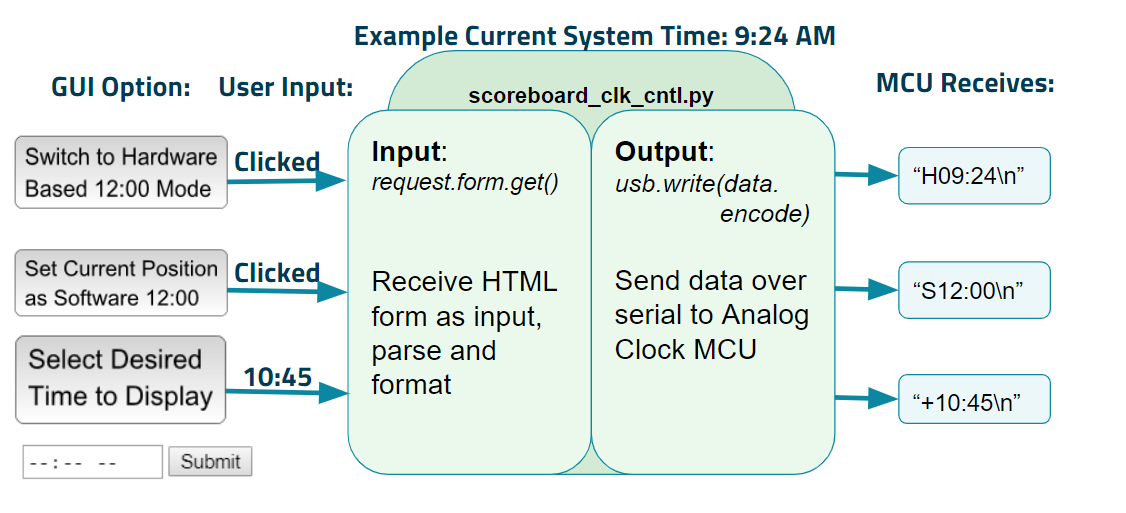 Example Current System Time: 9:24 AM
GUI Option:
User Input:
MCU Receives:
scoreboard_clk_cntl.py
Switch to Hardware
Based 12:00 Mode
Clicked
Set Current Position
as Software 12:00
Clicked
Select Desired
Time to Display
10:45
--:-- --
Submit
Input:
request.form.get()
Receive HTML
form as input,
parse and
format
Output:
usb.write(data.
encode)
Send data over
serial to Analog
Clock MCU
“H09:24\n”
“S12:00\n”
“+10:45\n”